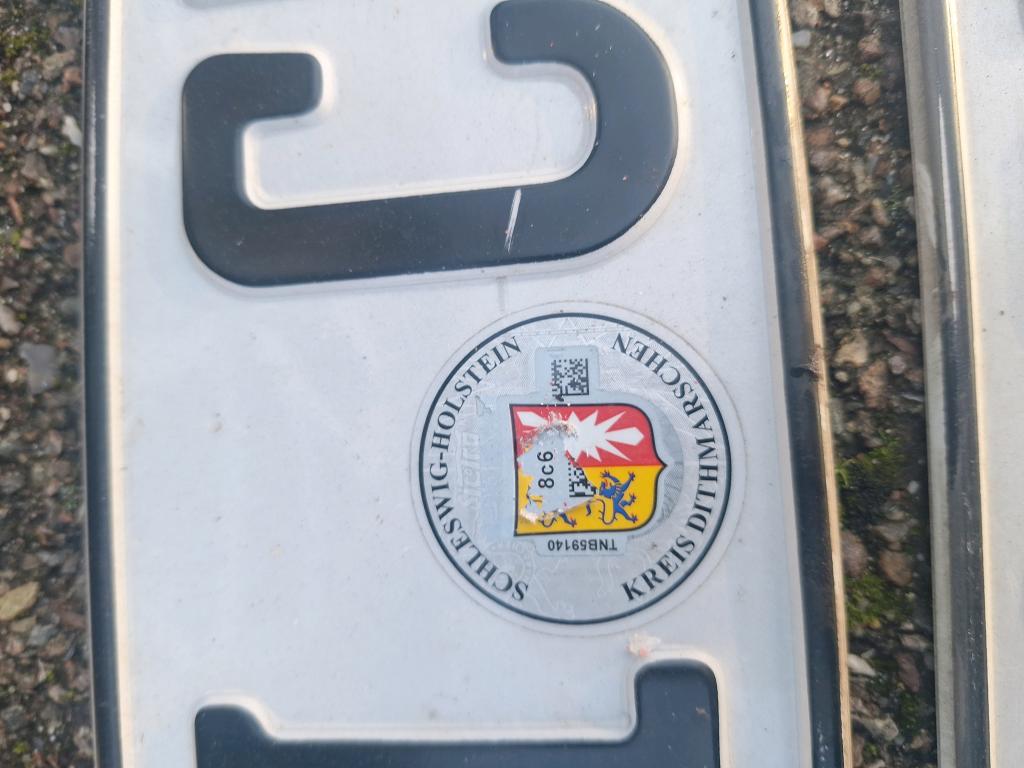 C
SCHLESWIG-HOLSTEIN
8c6
TNB59140
KREIS DITHMARSCHEN